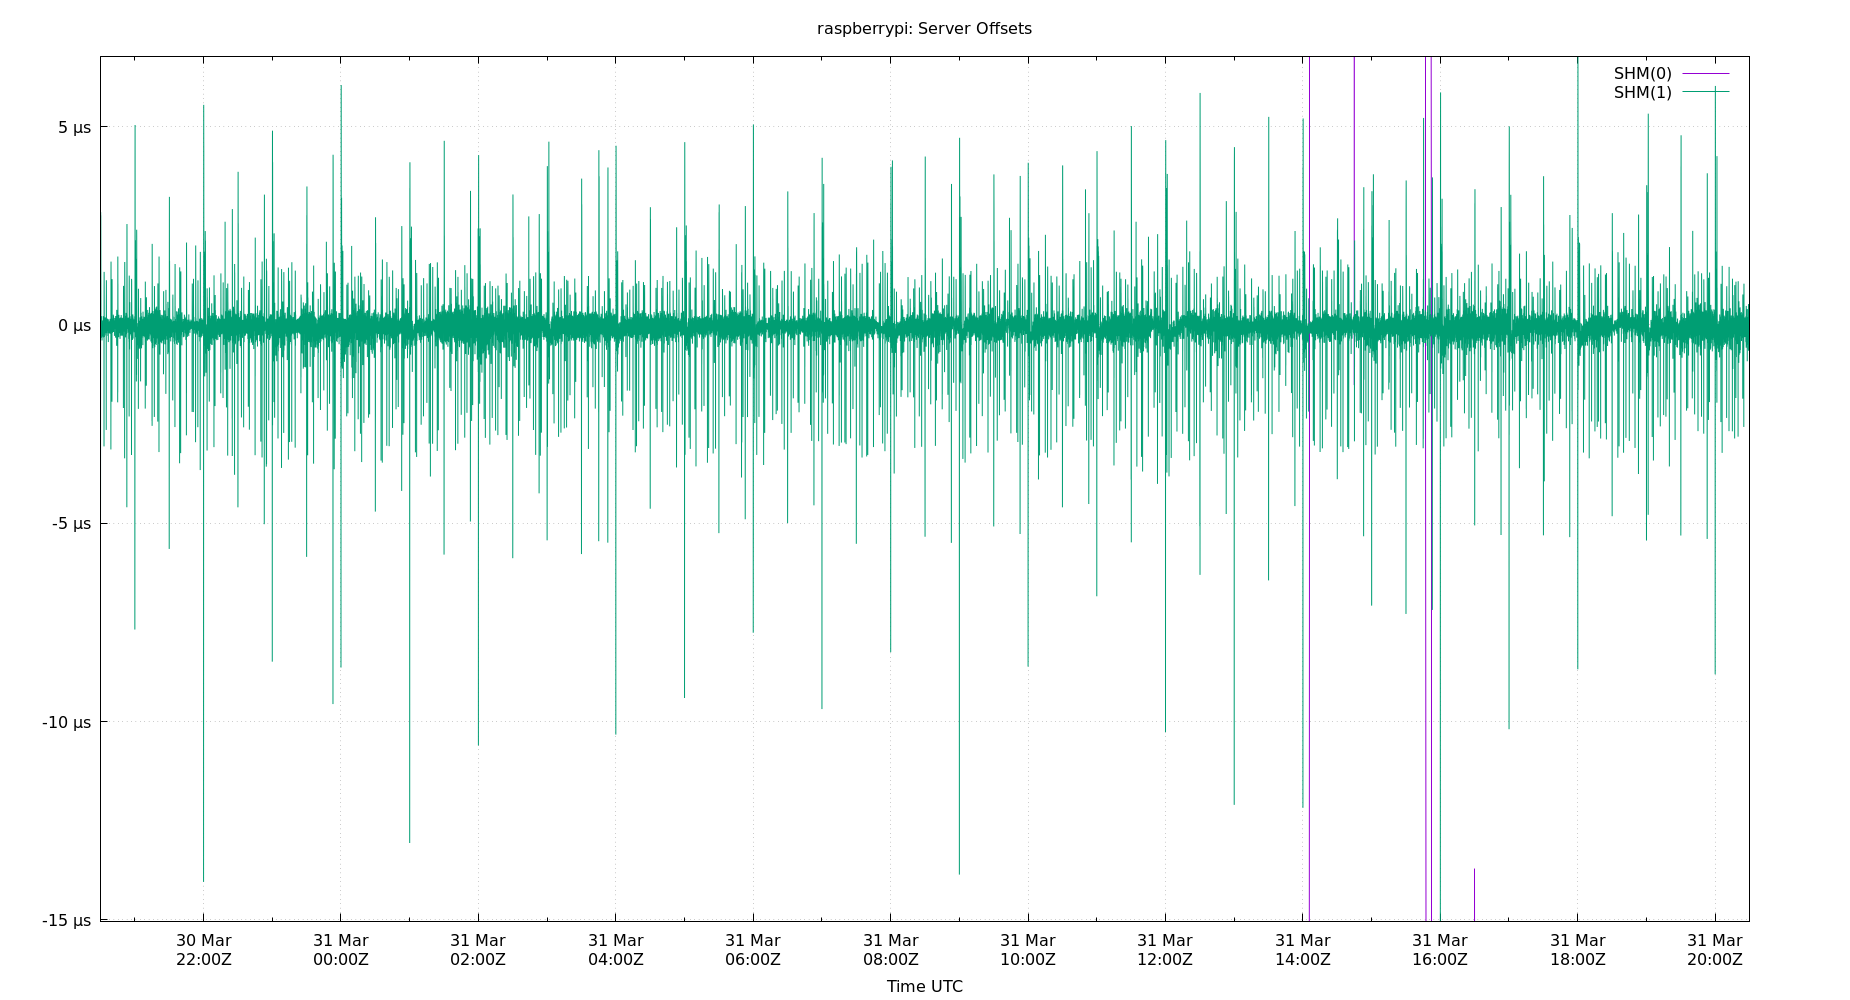 raspberrypi: Server Offsets
SHM(0)
SHM(1)
5 µs
0 µs
-5 µs
-10 µs
-15 µs
30 Mar 31 Mar 31 Mar 31 Mar 31 Mar 31 Mar 31 Mar 31 Mar 31 Mar 31 Mar 31 Mar 31 Mar
22:00Z 00:00Z 02:00Z 04:00Z 06:00Z 08:00Z 10:00Z 12:00Z 14:00Z 16:00Z 18:00Z 20:00Z
Time UTC